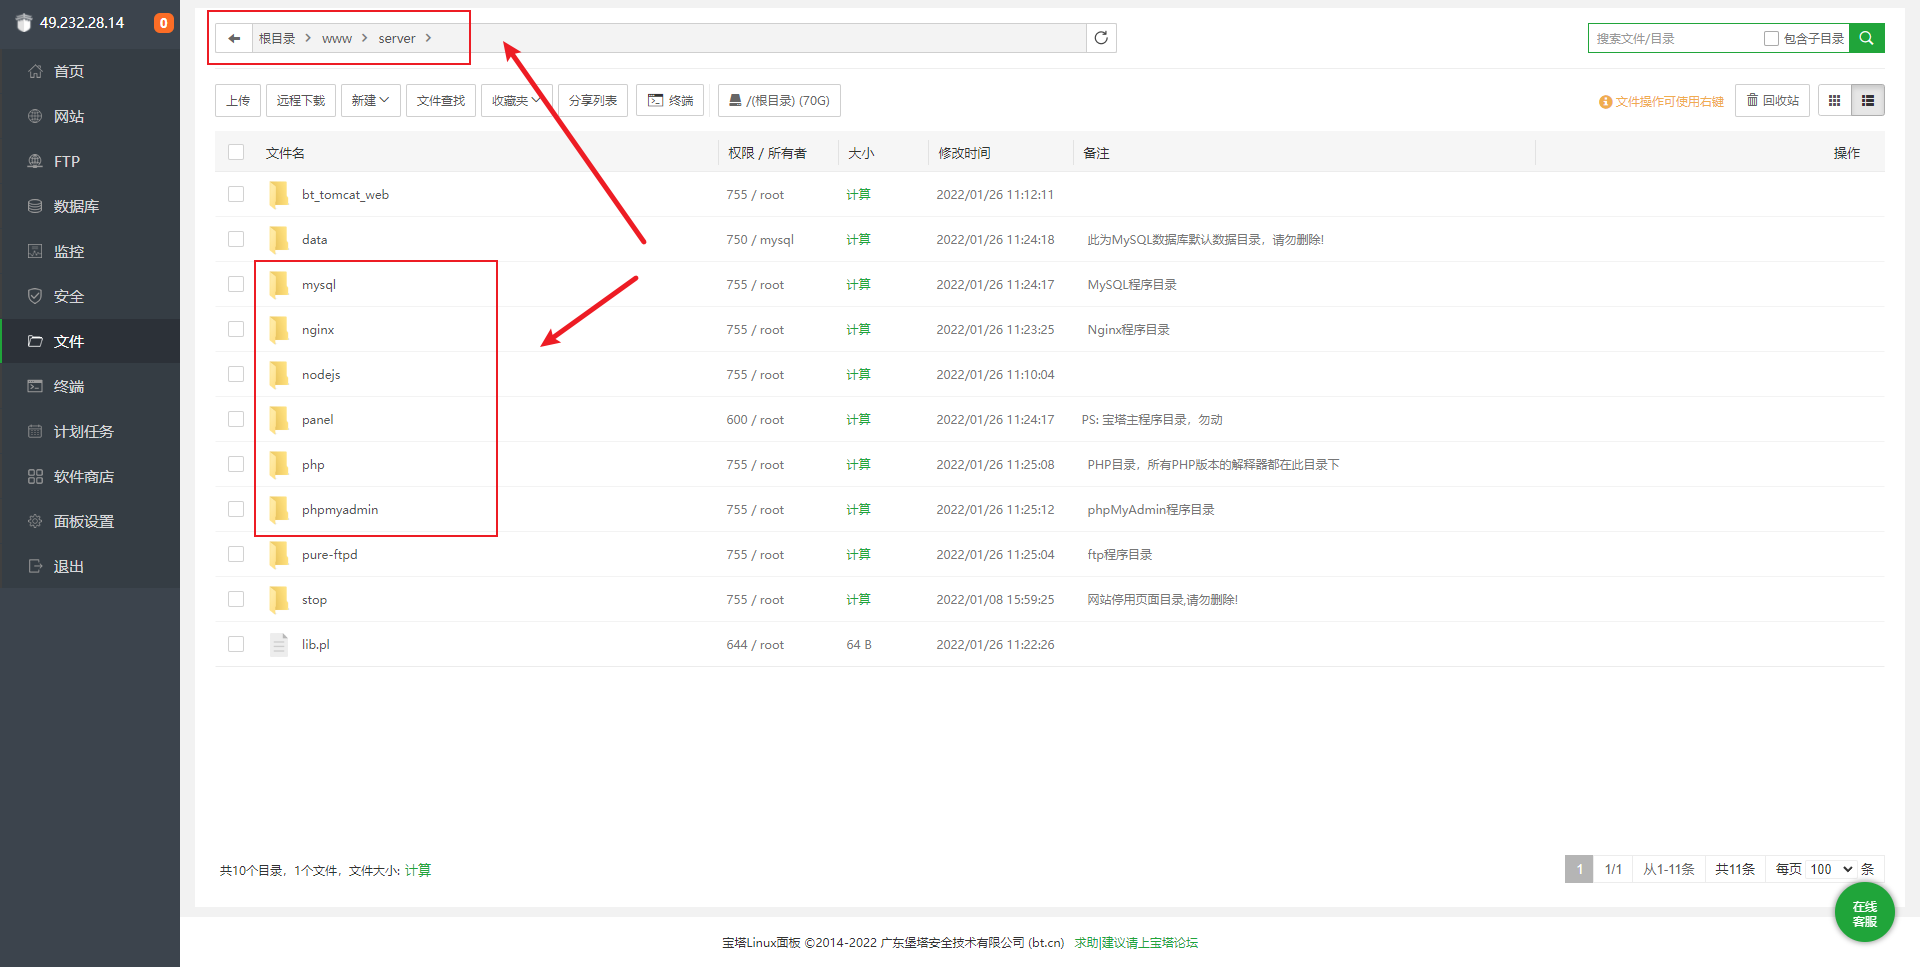 49.232.28.14 0
首页
网站
FTP
数据库
监控
安全
文件
终端
计划任务
软件商店
面板设置
退出
根目录 www server
搜索文件/目录 包含子目录
上传 远程下载 新建 文件查找 收藏夹 分享列表 终端 /(根目录) (70G) 文件操作可使用右键 回收站
文件名 权限 / 所有者 大小 修改时间 备注 操作
bt_tomcat_web 755 / root 计算 2022/01/26 11:12:11
data 750 / mysql 计算 2022/01/26 11:24:18 此为MySQL数据库默认数据目录，请勿删除!
mysql 755 / root 计算 2022/01/26 11:24:17 MySQL程序目录
nginx 755 / root 计算 2022/01/26 11:23:25 Nginx程序目录
nodejs 755 / root 计算 2022/01/26 11:10:04
panel 600 / root 计算 2022/01/26 11:24:17 PS: 宝塔主程序目录，勿动
php 755 / root 计算 2022/01/26 11:25:08 PHP目录，所有PHP版本的解释器都在此目录下
phpmyadmin 755 / root 计算 2022/01/26 11:25:12 phpMyAdmin程序目录
pure-ftpd 755 / root 计算 2022/01/26 11:25:04 ftp程序目录
stop 755 / root 计算 2022/01/08 15:59:25 网站停用页面目录,请勿删除!
lib.pl 644 / root 64 B 2022/01/26 11:22:26
共10个目录，1个文件，文件大小: 计算
1 1/1 从1-11条 共11条 每页 100 条
在线
客服
宝塔Linux面板 ©2014-2022 广东堡塔安全技术有限公司 (bt.cn) 求助|建议请上宝塔论坛